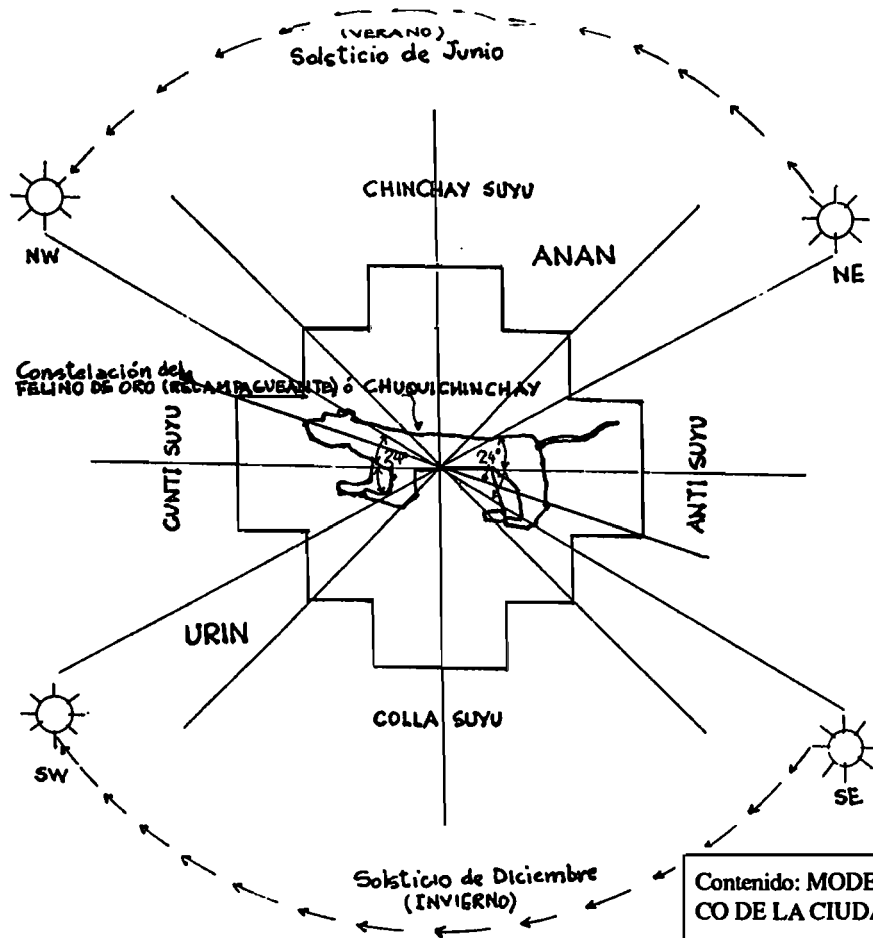 (VERANO)
Solsticio de Junio
CHINCHAY SUYU
ANAN
NW
NE
Constelación del
FELINO DE ORO (RELAMPAGUEANTE) ó CHUQUICHINCHAY
24°
24°
CUNTI SUYU
ANTI SUYU
URIN
COLLA SUYU
SW
SE
Solsticio de Diciembre
(INVIERNO)
Contenido: MODE
CO DE LA CIUDA